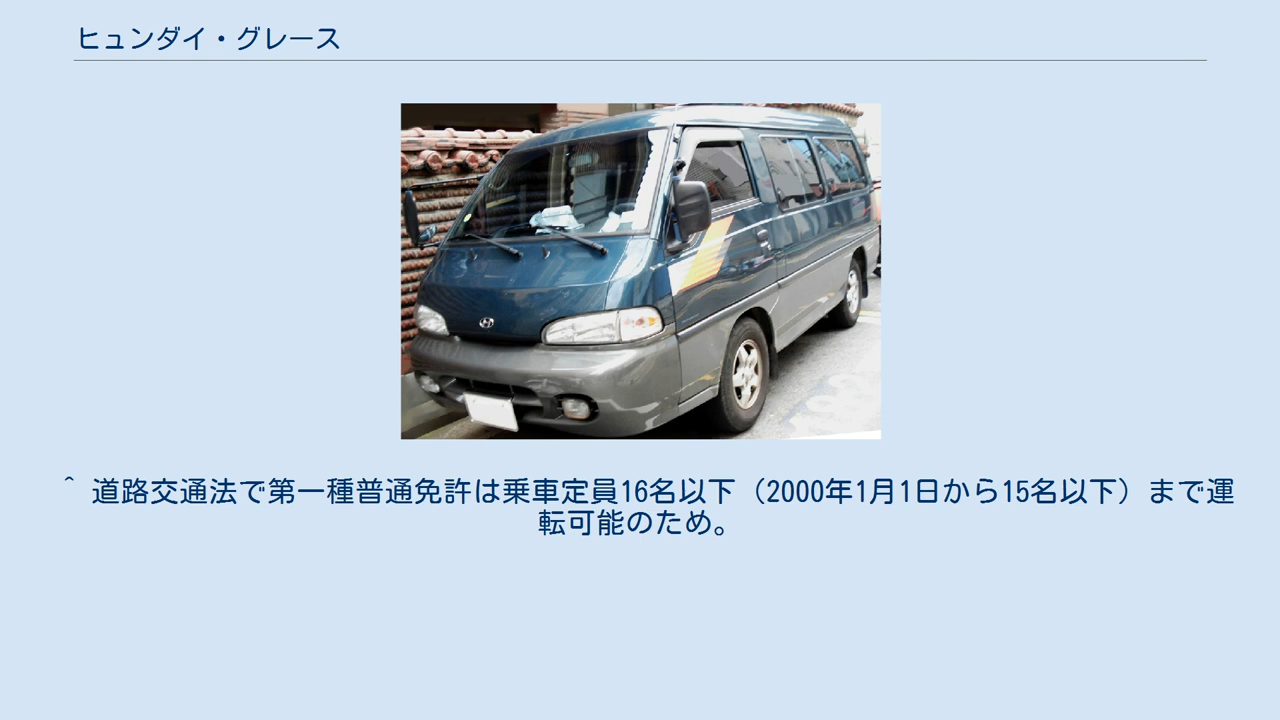 ヒュンダイ・グレース
^ 道路交通法で第一種普通免許は乗車定員16名以下（2000年1月1日から15名以下）まで運
転可能のため。